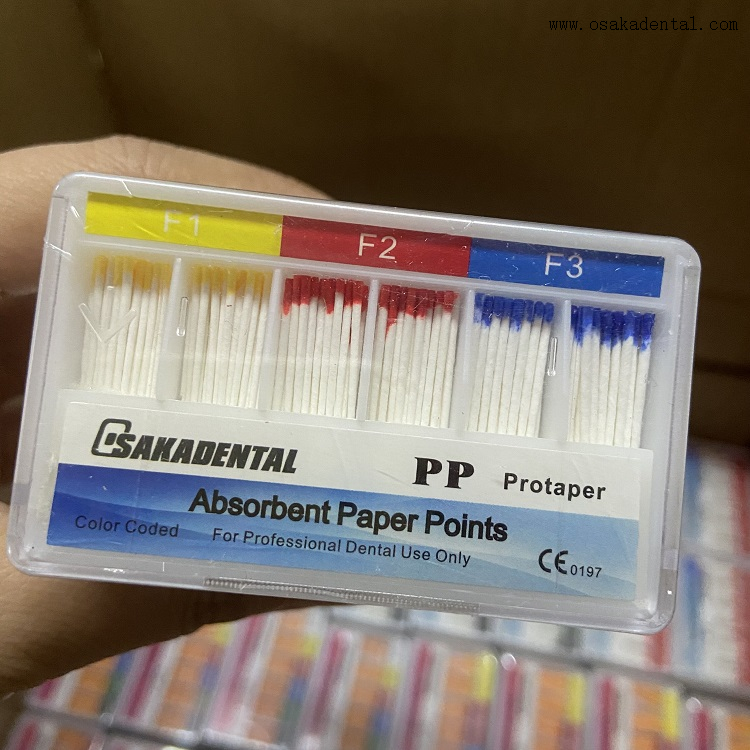 www.osakadental.com
F1 F2 F3
OSAKADENTAL
PP Protaper
Absorbent Paper Points
Color Coded For Professional Dental Use Only
CE 0197